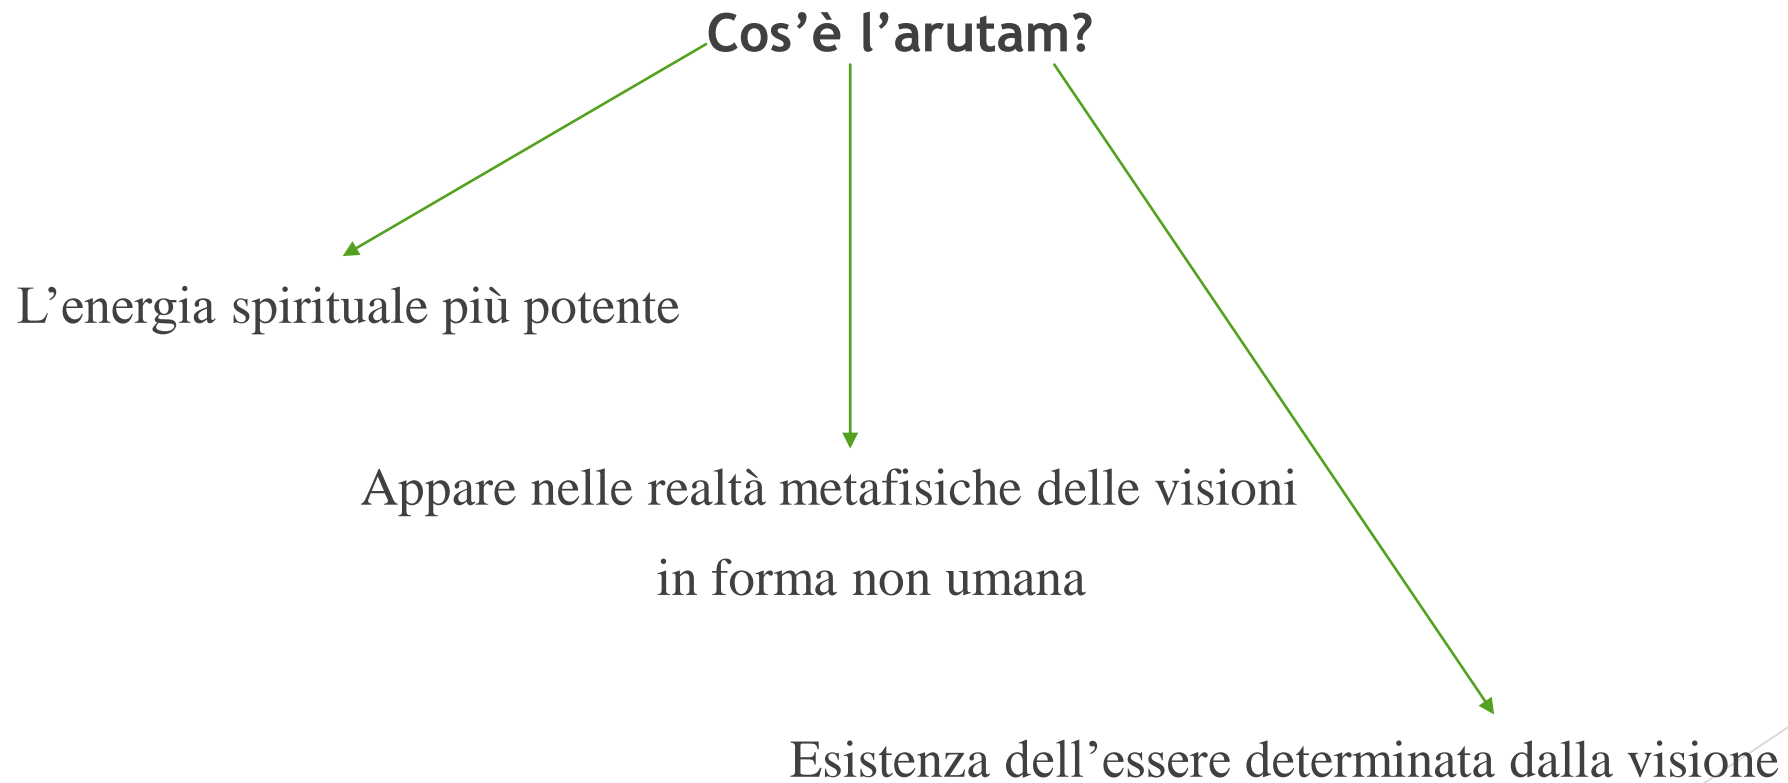 Cos’è l’arutam?
L’energia spirituale più potente
Appare nelle realtà metafisiche delle visioni
in forma non umana
Esistenza dell’essere determinata dalla visione